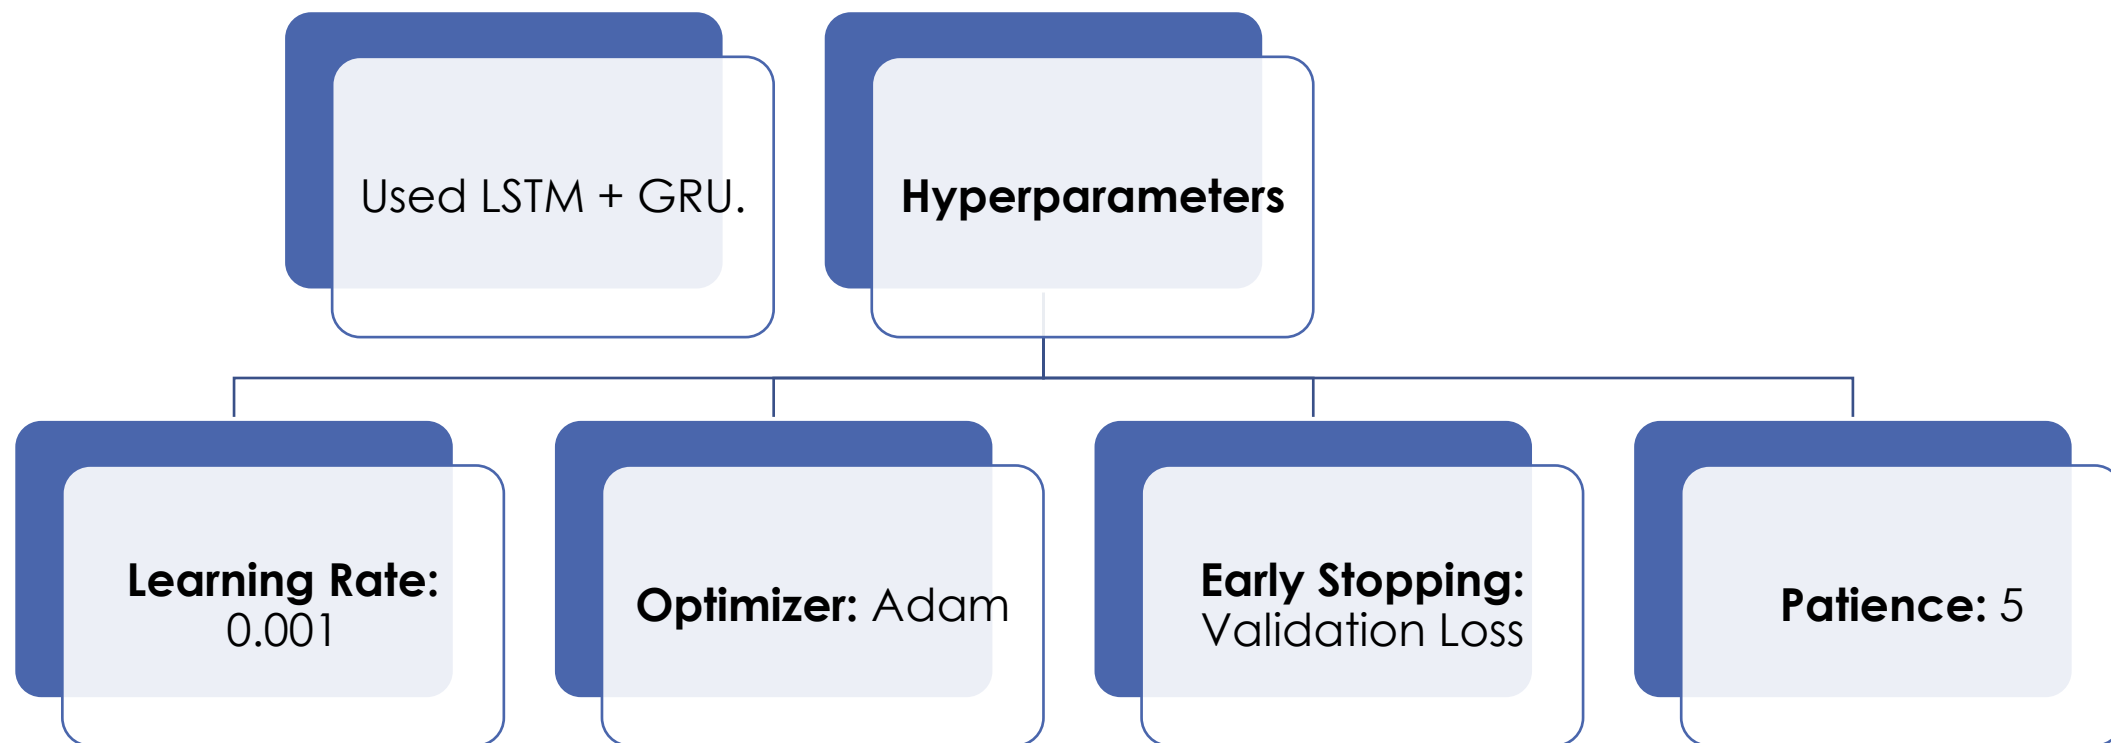 Used LSTM + GRU.
Hyperparameters
Learning Rate:
0.001
Optimizer: Adam
Early Stopping:
Validation Loss
Patience: 5